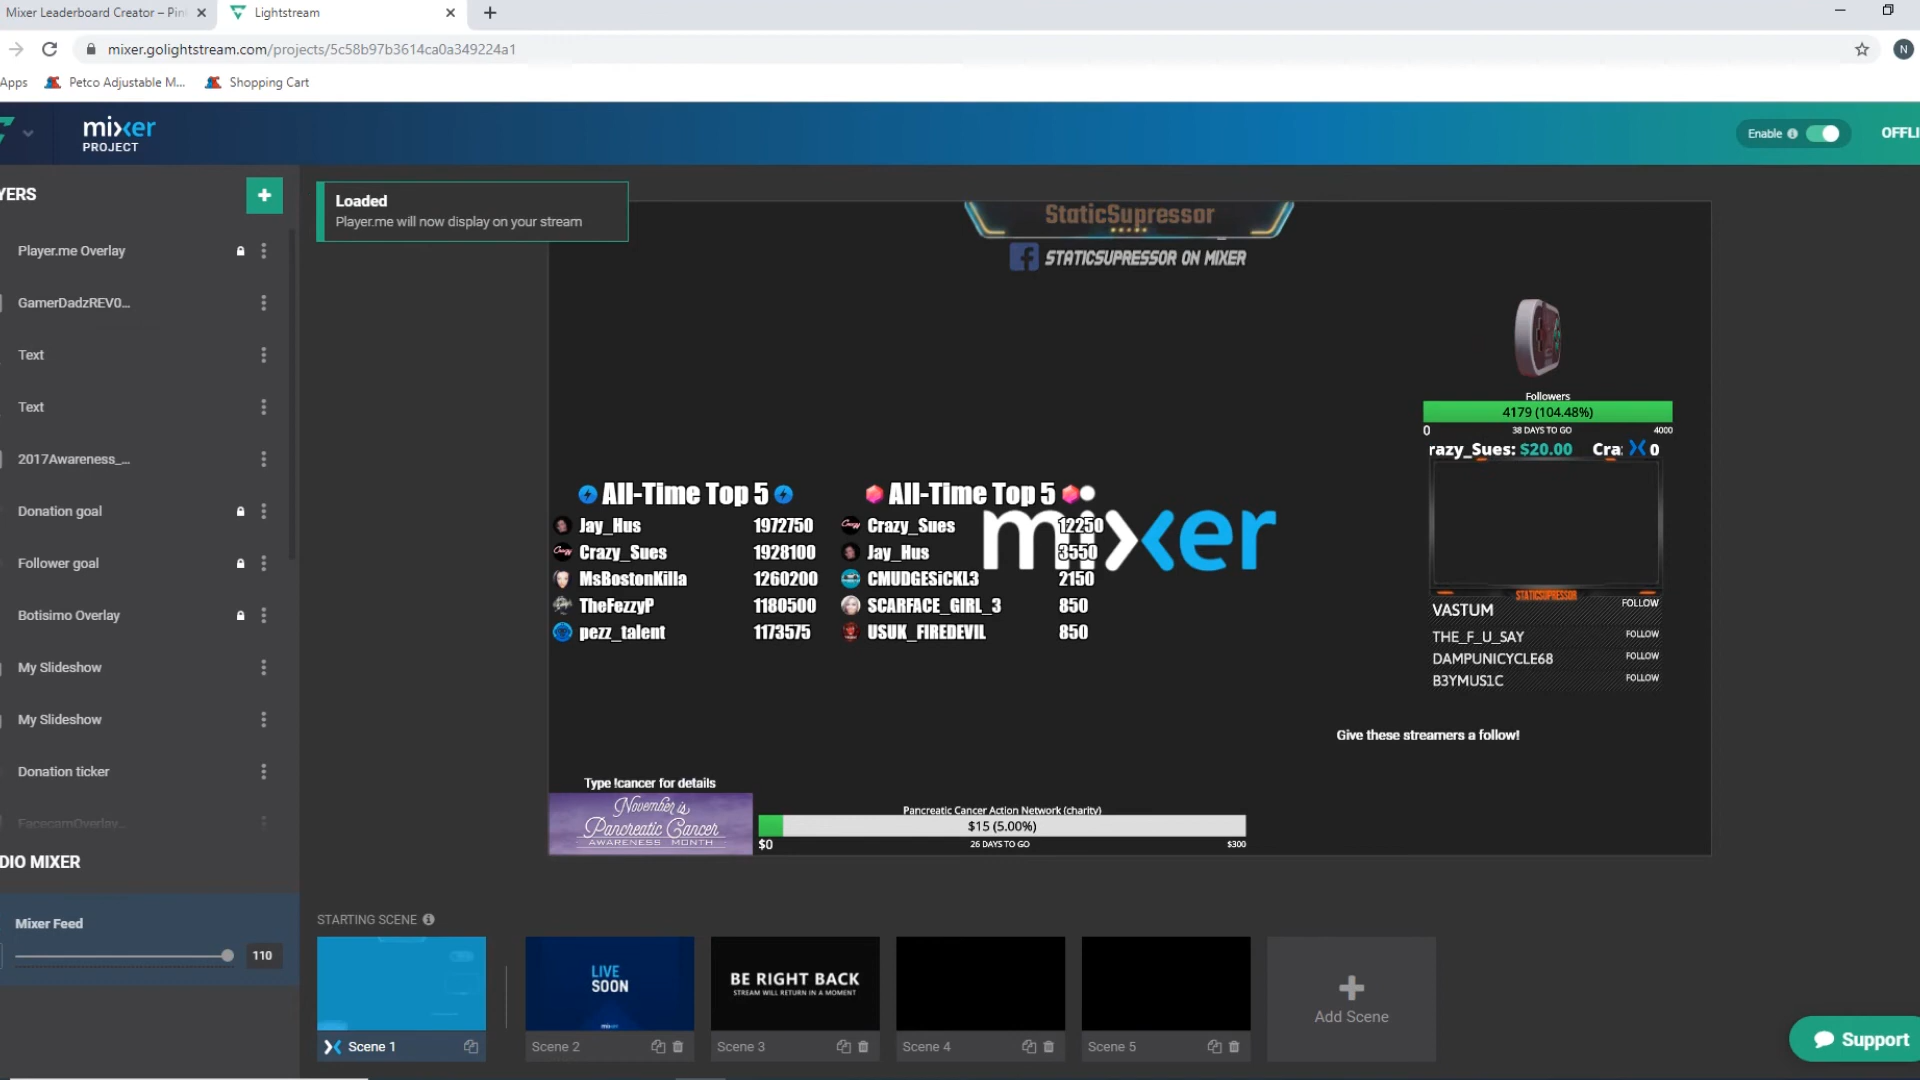 Mixer Leaderboard Creator – Pin
Lightstream
mixer.golightstream.com/projects/5c58b97b3614ca0a349224a1
N
Apps
Petco Adjustable M...
Shopping Cart
mixer
PROJECT
Enable
OFFLI
YERS
Loaded
Player.me will now display on your stream
Player.me Overlay
GamerDadzREV0...
Text
Text
2017Awareness_...
Donation goal
Follower goal
Botisimo Overlay
My Slideshow
My Slideshow
Donation ticker
FacecamOverlay...
DIO MIXER
Mixer Feed
110
StaticSupressor
STATICSUPRESSOR ON MIXER
Followers
4179 (104.48%)
0
38 DAYS TO GO
4000
razy_Sues: $20.00 Cra: 0
STATICSUPRESSOR
VASTUM FOLLOW
THE_F_U_SAY FOLLOW
DAMPUNICYCLE68 FOLLOW
B3YMUS1C FOLLOW
All-Time Top 5
Jay_Hus 1972750
Crazy_Sues 1928100
MsBostonKilla 1260200
TheFezzyP 1180500
pezz_talent 1173575
All-Time Top 5
Crazy_Sues 12250
Jay_Hus 3550
CMUDGESiCKL3 2150
SCARFACE_GIRL_3 850
USUK_FIREDEVIL 850
mixer
Give these streamers a follow!
Type !cancer for details
November is
Pancreatic Cancer
AWARENESS MONTH
Pancreatic Cancer Action Network (charity)
$15 (5.00%)
$0
26 DAYS TO GO
$300
STARTING SCENE
Scene 1
LIVE
SOON
mixer
Scene 2
BE RIGHT BACK
STREAM WILL RETURN IN A MOMENT
Scene 3
Scene 4
Scene 5
Add Scene
Support